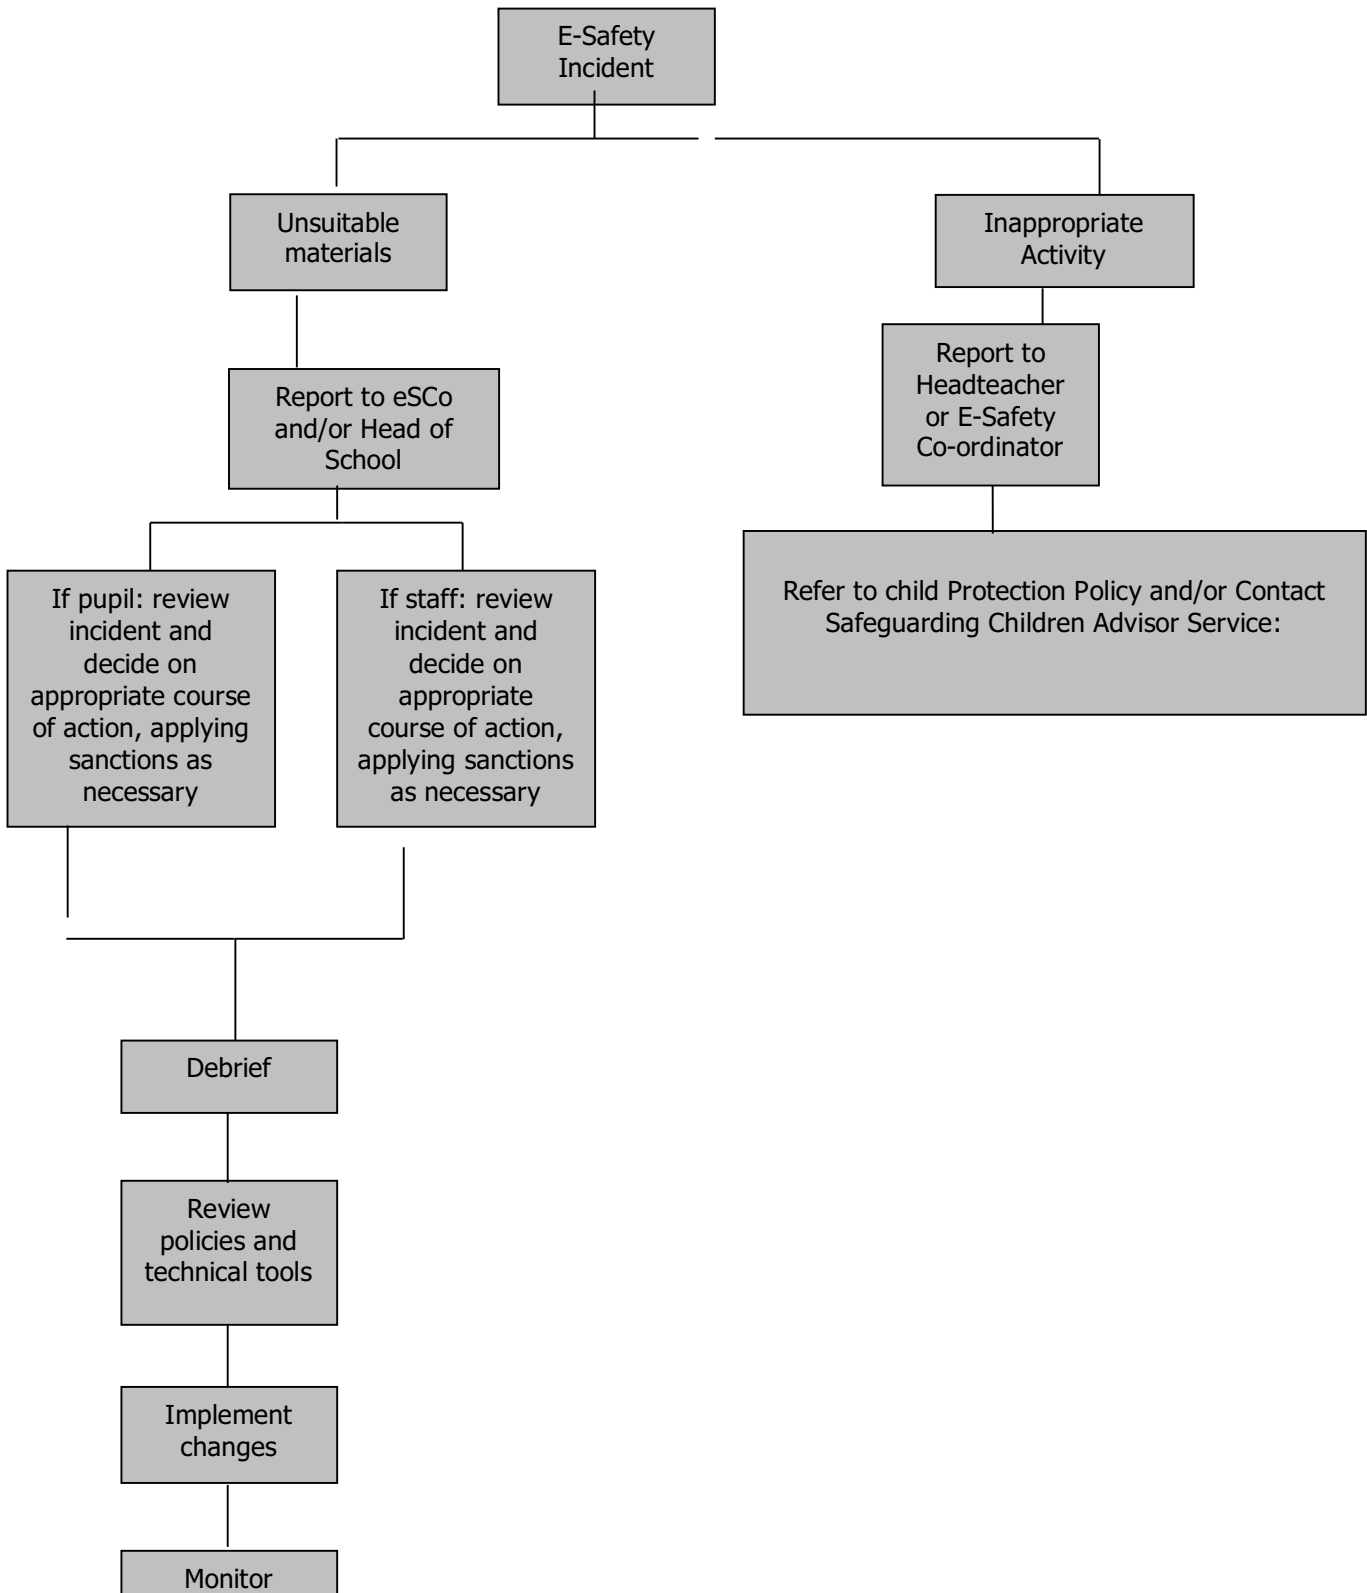 E-Safety
Incident
Unsuitable
materials
Inappropriate
Activity
Report to eSCo
and/or Head of
School
Report to
Headteacher
or E-Safety
Co-ordinator
If pupil: review
incident and
decide on
appropriate course
of action, applying
sanctions as
necessary
If staff: review
incident and
decide on
appropriate
course of action,
applying sanctions
as necessary
Refer to child Protection Policy and/or Contact
Safeguarding Children Advisor Service:
Debrief
Review
policies and
technical tools
Implement
changes
Monitor